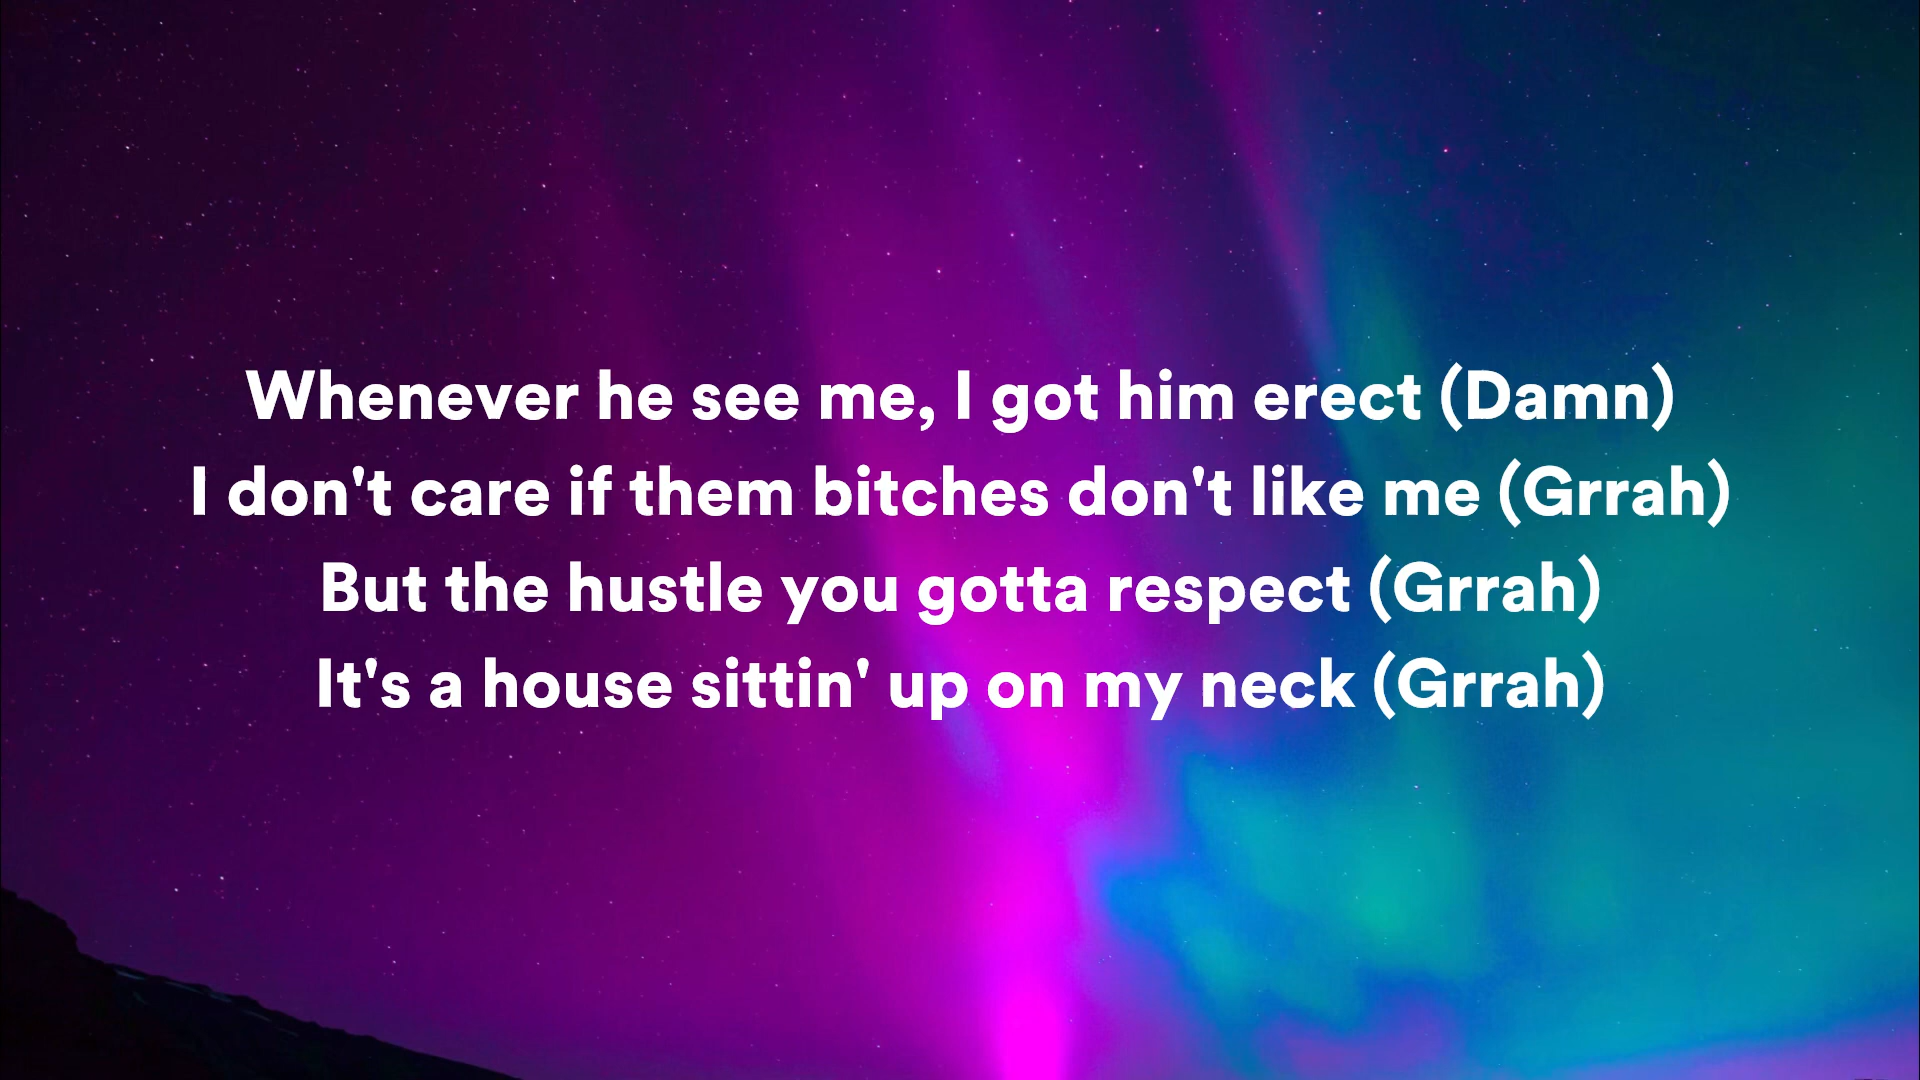 Whenever he see me, I got him erect (Damn)
I don't care if them bitches don't like me (Grrah)
But the hustle you gotta respect (Grrah)
It's a house sittin' up on my neck (Grrah)